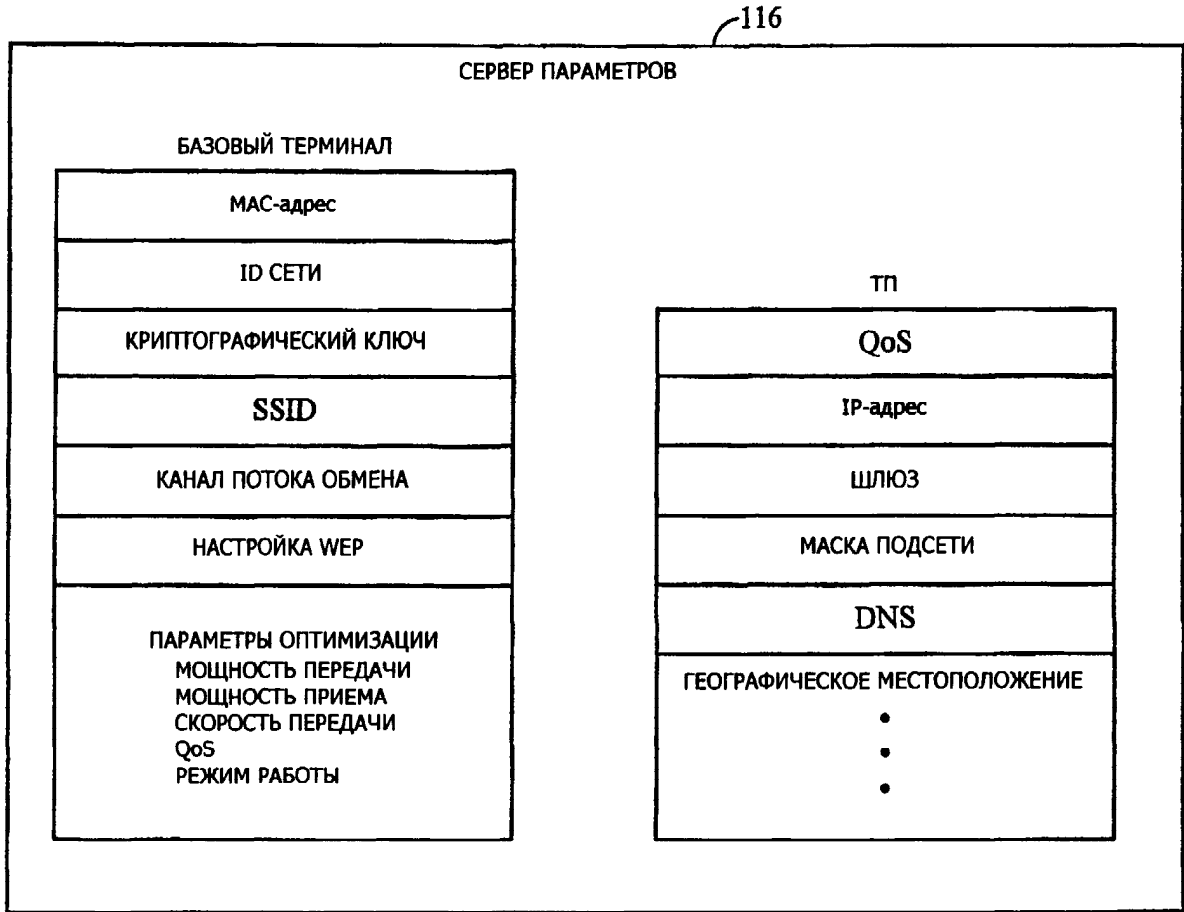 116
СЕРВЕР ПАРАМЕТРОВ
БАЗОВЫЙ ТЕРМИНАЛ
MAC-адрес
ID СЕТИ
КРИПТОГРАФИЧЕСКИЙ КЛЮЧ
SSID
КАНАЛ ПОТОКА ОБМЕНА
НАСТРОЙКА WEP
ПАРАМЕТРЫ ОПТИМИЗАЦИИ
МОЩНОСТЬ ПЕРЕДАЧИ
МОЩНОСТЬ ПРИЕМА
СКОРОСТЬ ПЕРЕДАЧИ
QoS
РЕЖИМ РАБОТЫ
ТП
QoS
IP-адрес
ШЛЮЗ
МАСКА ПОДСЕТИ
DNS
ГЕОГРАФИЧЕСКОЕ МЕСТОПОЛОЖЕНИЕ